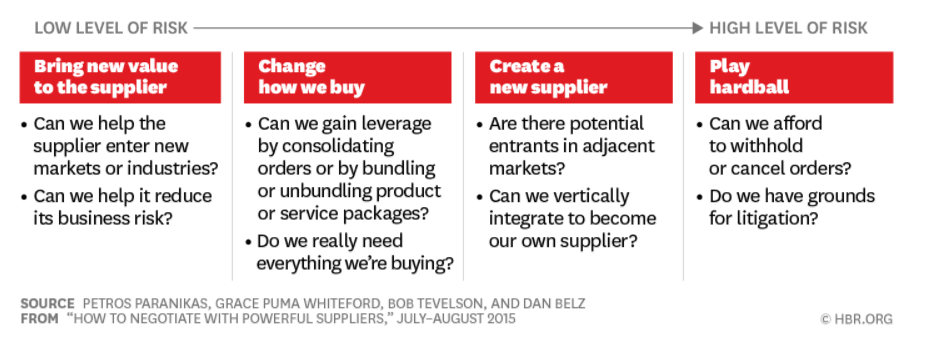 LOW LEVEL OF RISK
HIGH LEVEL OF RISK
Bring new value
to the supplier
• Can we help the
supplier enter new
markets or industries?
• Can we help it reduce
its business risk?
Change
how we buy
• Can we gain leverage
by consolidating
orders or by bundling
or unbundling product
or service packages?
• Do we really need
everything we're buying?
Create a
new supplier
• Are there potential
entrants in adjacent
markets?
• Can we vertically
integrate to become
our own supplier?
Play
hardball
• Can we afford
to withhold
or cancel orders?
• Do we have grounds
for litigation?
SOURCE PETROS PARANIKAS, GRACE PUMA WHITEFORD, BOB TEVELSON, AND DAN BELZ
FROM “HOW TO NEGOTIATE WITH POWERFUL SUPPLIERS,” JULY–AUGUST 2015
© HBR.ORG